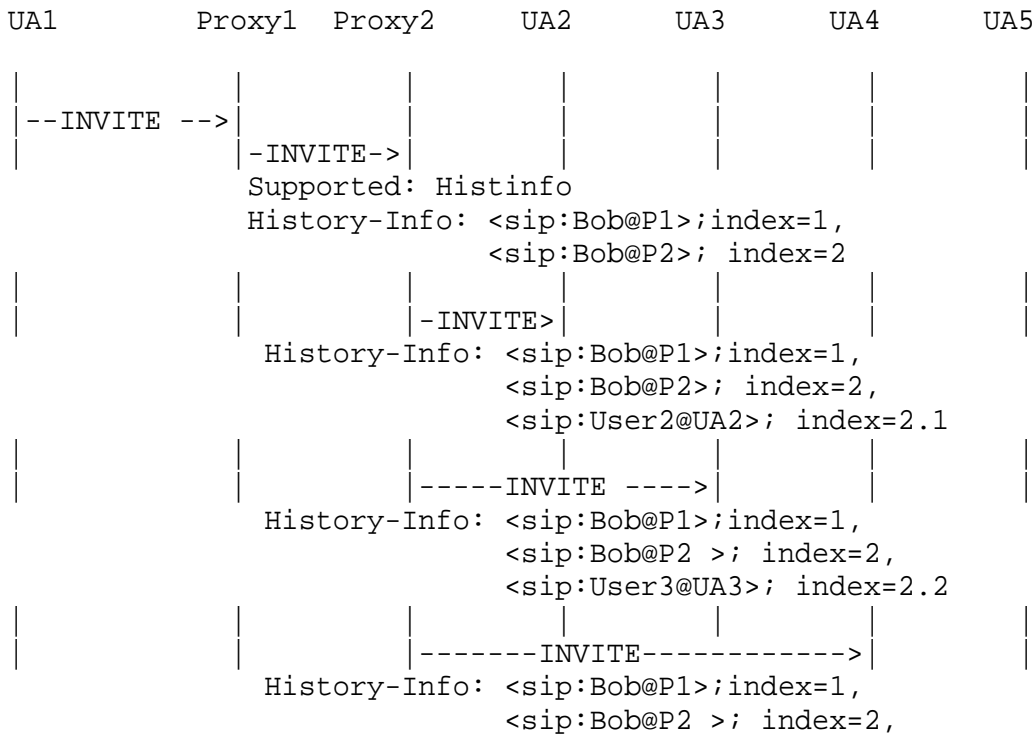 UA1 Proxy1 Proxy2 UA2 UA3 UA4 UA5
| | | | | | |
|--INVITE -->| | | | | |
| |-INVITE->| | | | |
Supported: Histinfo
History-Info: <sip:Bob@P1>;index=1,
<sip:Bob@P2>; index=2
| | | | | | |
| | |-INVITE>| | | |
History-Info: <sip:Bob@P1>;index=1,
<sip:Bob@P2>; index=2,
<sip:User2@UA2>; index=2.1
| | | | | | |
| | |-----INVITE ---->| | |
History-Info: <sip:Bob@P1>;index=1,
<sip:Bob@P2 >; index=2,
<sip:User3@UA3>; index=2.2
| | | | | | |
| | |-------INVITE------------>| |
History-Info: <sip:Bob@P1>;index=1,
<sip:Bob@P2 >; index=2,